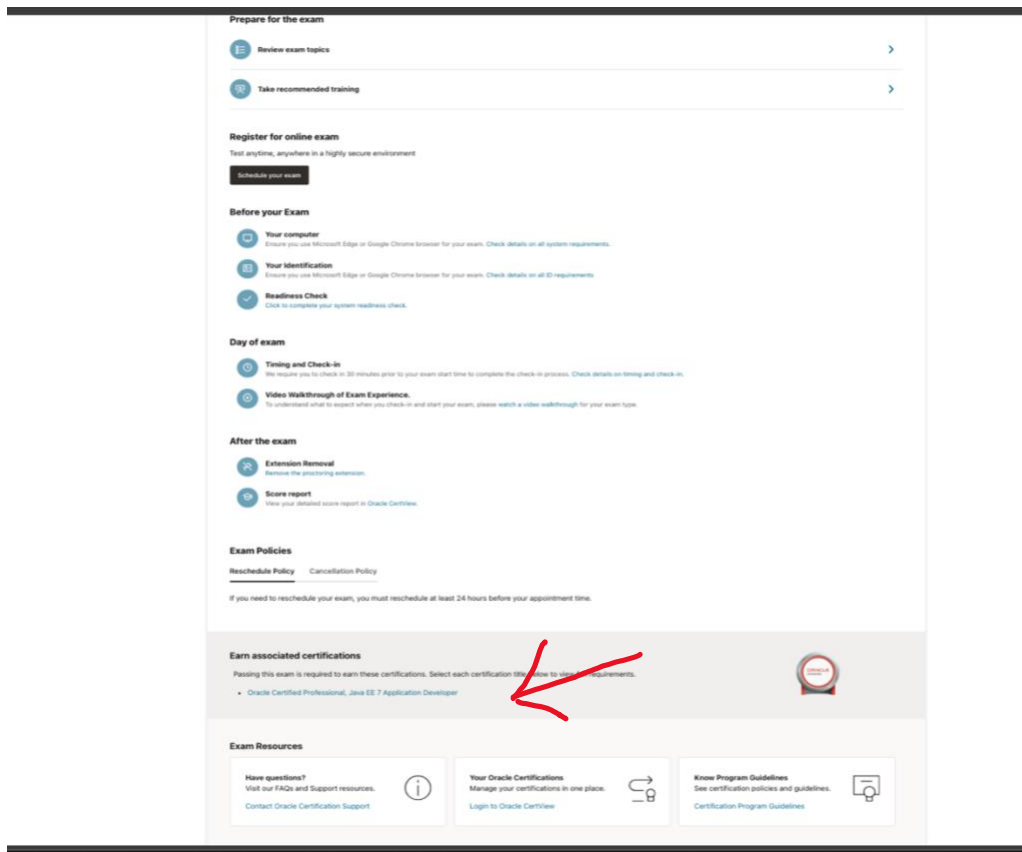 Prepare for the exam
Review exam topics
Take recommended training
Register for online exam
Test anytime, anywhere in a highly secure environment
Schedule your exam
Before your Exam
Your computer
Ensure you use Microsoft Edge or Google Chrome browser for your exam. Check details on all system requirements.
Your Identification
Ensure you use Microsoft Edge or Google Chrome browser for your exam. Check details on all ID requirements
Readiness Check
Click to complete your system readiness check.
Day of exam
Timing and Check-in
We require you to check in 30 minutes prior to your exam start time to complete the check-in process. Check details on timing and check-in.
Video Walkthrough of Exam Experience.
To understand what to expect when you check-in and start your exam, please watch a video walkthrough for your exam type.
After the exam
Extension Removal
Remove the proctoring extension.
Score report
View your detailed score report in Oracle CertView
Exam Policies
Reschedule Policy Cancellation Policy
If you need to reschedule your exam, you must reschedule at least 24 hours before your appointment time.
Earn associated certifications
Passing this exam is required to earn these certifications. Select each certification title below to view requirements.
Oracle Certified Professional, Java EE 7 Application Developer
ORACLE
Exam Resources
Have questions?
Visit our FAQs and Support resources.
Contact Oracle Certification Support
Your Oracle Certifications
Manage your certifications in one place.
Login to Oracle CertView
Know Program Guidelines
See certification policies and guidelines.
Certification Program Guidelines